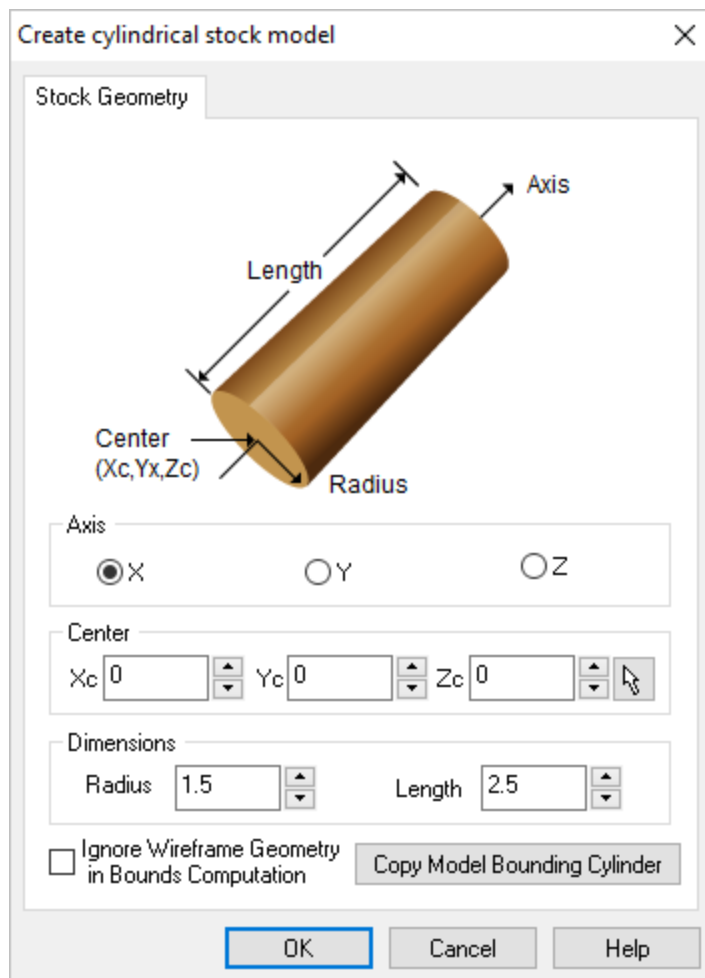 Create cylindrical stock model
Stock Geometry
Axis
Length
Center
(Xc,Yx,Zc)
Radius
Axis
X Y Z
Center
Xc 0 Yc 0 Zc 0
Dimensions
Radius 1.5 Length 2.5
Ignore Wireframe Geometry
in Bounds Computation
Copy Model Bounding Cylinder
OK Cancel Help